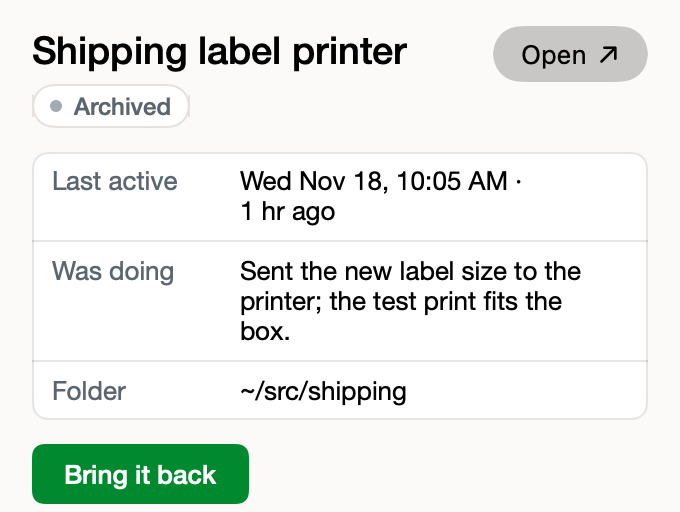 Shipping label printer
Open ↗
Archived
Last active
Wed Nov 18, 10:05 AM ·
1 hr ago
Was doing
Sent the new label size to the
printer; the test print fits the
box.
Folder
~/src/shipping
Bring it back